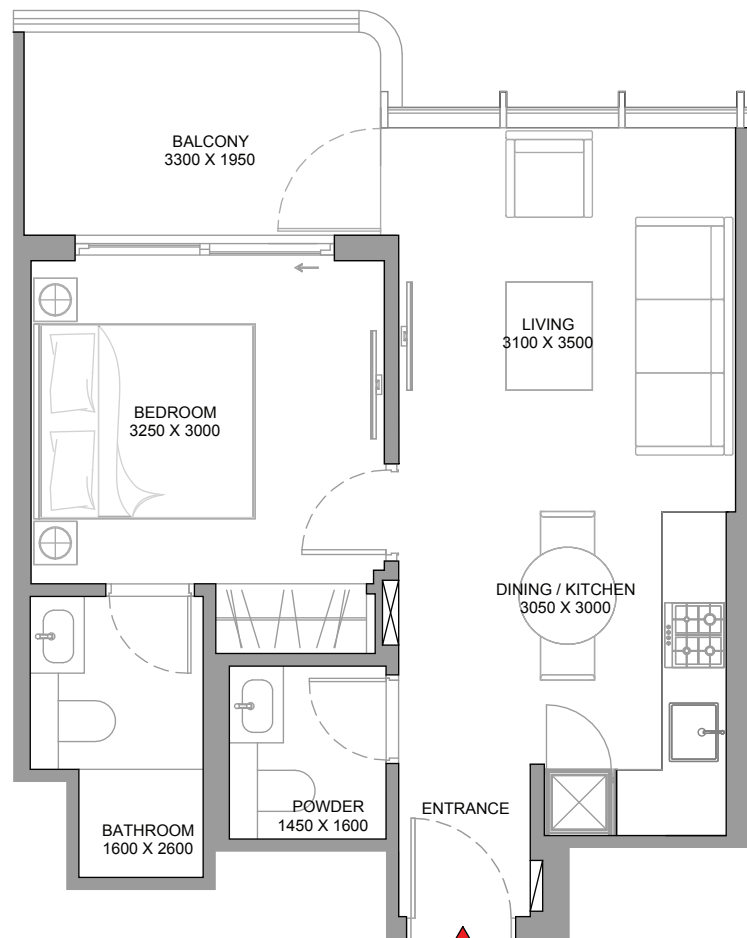 BALCONY
3300 X 1950
LIVING
3100 X 3500
BEDROOM
3250 X 3000
DINING / KITCHEN
3050 X 3000
POWDER
1450 X 1600
ENTRANCE
BATHROOM
1600 X 2600